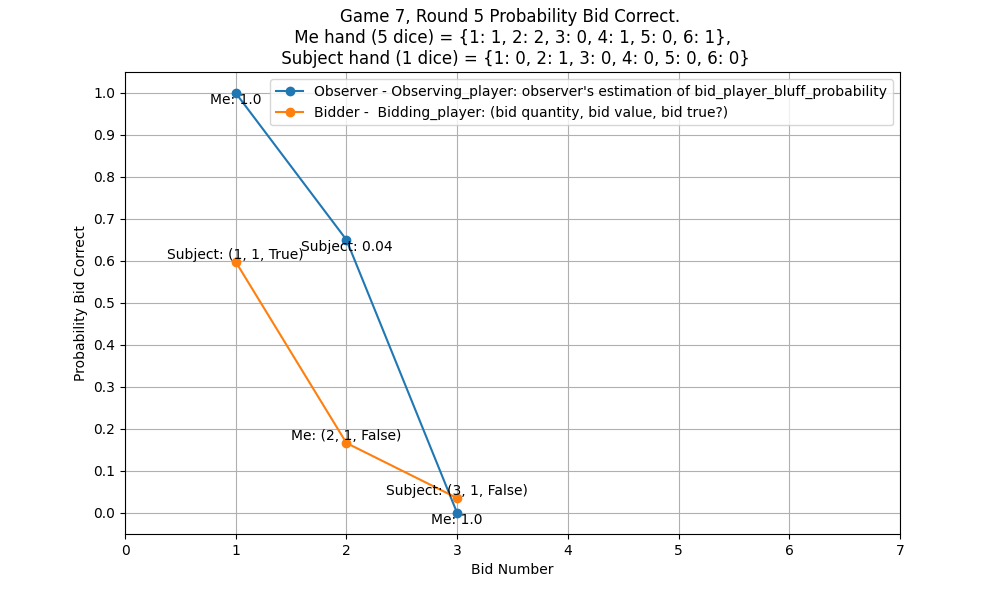 Game 7, Round 5 Probability Bid Correct.
Me hand (5 dice) = {1: 1, 2: 2, 3: 0, 4: 1, 5: 0, 6: 1},
Subject hand (1 dice) = {1: 0, 2: 1, 3: 0, 4: 0, 5: 0, 6: 0}
Observer - Observing_player: observer's estimation of bid_player_bluff_probability
Bidder -  Bidding_player: (bid quantity, bid value, bid true?)
Me: 1.0
Subject: 0.04
Subject: (1, 1, True)
Me: (2, 1, False)
Subject: (3, 1, False)
Me: 1.0
Probability Bid Correct
1.0
0.9
0.8
0.7
0.6
0.5
0.4
0.3
0.2
0.1
0.0
0 1 2 3 4 5 6 7
Bid Number